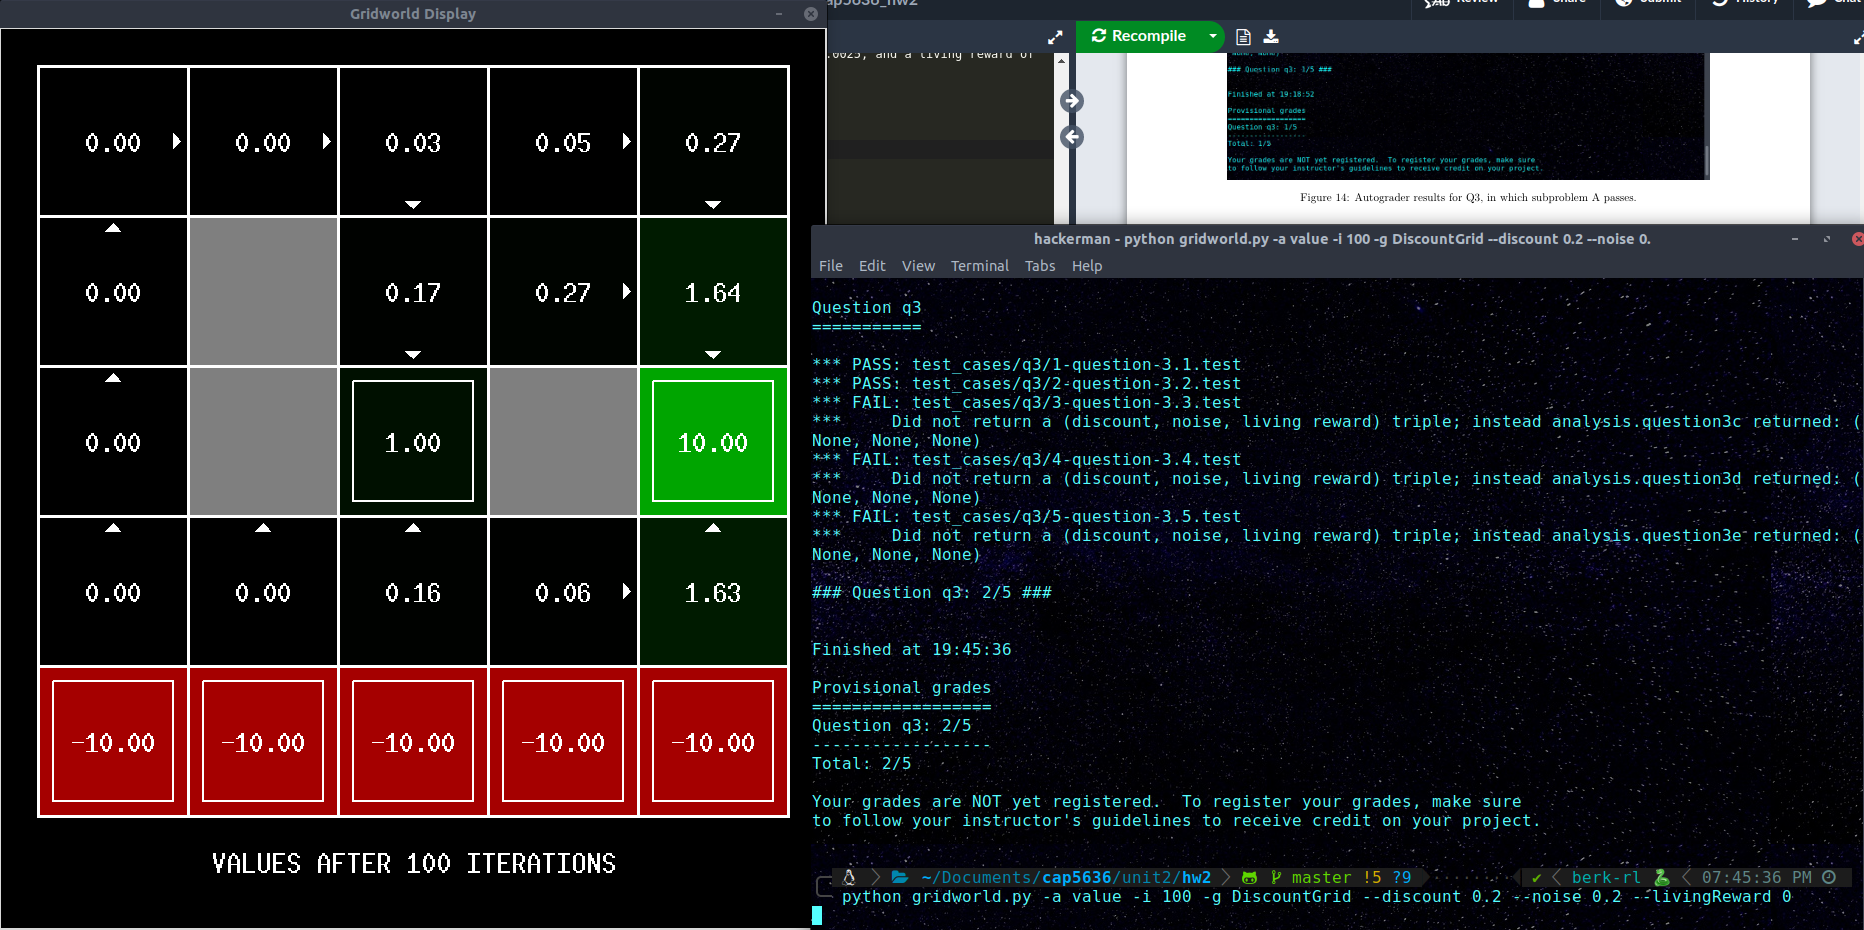 Gridworld Display
0.00 0.00 0.03 0.05 0.27
0.00 0.17 0.27 1.64
0.00 1.00 10.00
0.00 0.00 0.16 0.06 1.63
-10.00 -10.00 -10.00 -10.00 -10.00
VALUES AFTER 100 ITERATIONS
.0025, and a living reward of
Recompile
### Question q3: 1/5 ###
Finished at 19:18:52
Provisional grades
==================
Question q3: 1/5
------------------
Total: 1/5
Your grades are NOT yet registered. To register your grades, make sure
to follow your instructor's guidelines to receive credit on your project.
Figure 14: Autograder results for Q3, in which subproblem A passes.
hackerman - python gridworld.py -a value -i 100 -g DiscountGrid --discount 0.2 --noise 0.
File Edit View Terminal Tabs Help
Question q3
===========
*** PASS: test_cases/q3/1-question-3.1.test
*** PASS: test_cases/q3/2-question-3.2.test
*** FAIL: test_cases/q3/3-question-3.3.test
*** Did not return a (discount, noise, living reward) triple; instead analysis.question3c returned: (
None, None, None)
*** FAIL: test_cases/q3/4-question-3.4.test
*** Did not return a (discount, noise, living reward) triple; instead analysis.question3d returned: (
None, None, None)
*** FAIL: test_cases/q3/5-question-3.5.test
*** Did not return a (discount, noise, living reward) triple; instead analysis.question3e returned: (
None, None, None)
### Question q3: 2/5 ###
Finished at 19:45:36
Provisional grades
==================
Question q3: 2/5
------------------
Total: 2/5
Your grades are NOT yet registered. To register your grades, make sure
to follow your instructor's guidelines to receive credit on your project.
~/Documents/cap5636/unit2/hw2 master !5 ?9 berk-rl 07:45:36 PM
python gridworld.py -a value -i 100 -g DiscountGrid --discount 0.2 --noise 0.2 --livingReward 0